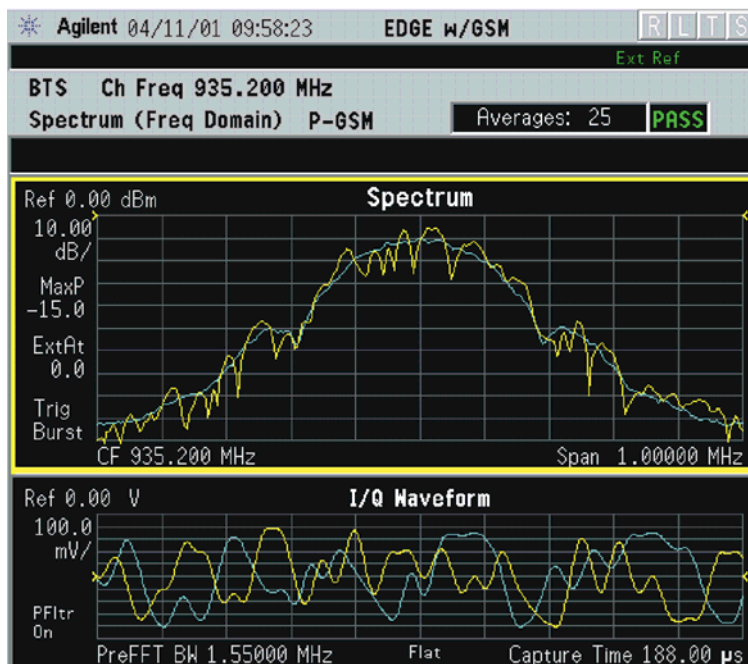 Agilent 04/11/01 09:58:23 EDGE w/GSM R L T S
Ext Ref
BTS Ch Freq 935.200 MHz
Spectrum (Freq Domain) P-GSM Averages: 25 PASS
Ref 0.00 dBm Spectrum
10.00
dB/
MaxP
-15.0
ExtAt
0.0
Trig
Burst
CF 935.200 MHz Span 1.00000 MHz
Ref 0.00 V I/Q Waveform
100.0
mV/
PFltr
On
PreFFT BW 1.55000 MHz Flat Capture Time 188.00 µs